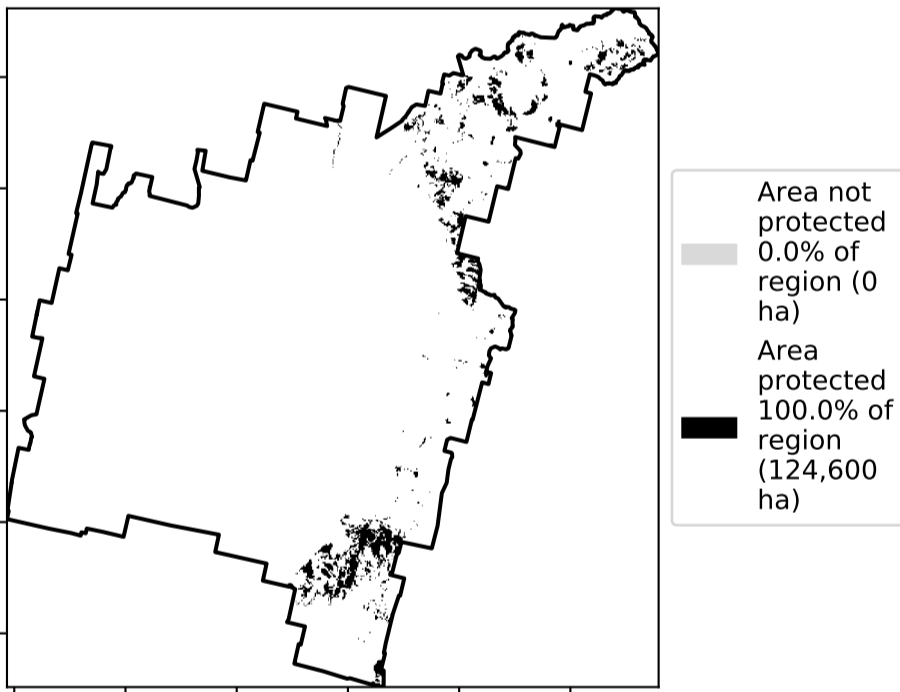 Area not
protected
0.0% of
region (0
ha)
Area
protected
100.0% of
region
(124,600
ha)